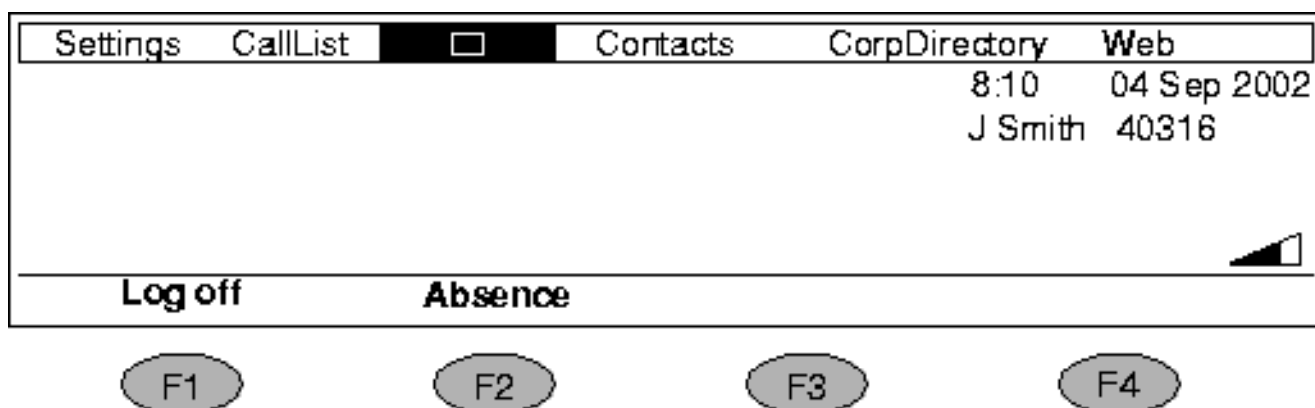 Settings CallList Contacts CorpDirectory Web
8:10 04 Sep 2002
J Smith 40316
Log off Absence
F1 F2 F3 F4